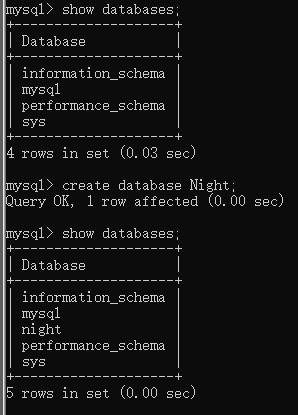 mysql> show databases;
+--------------------+
| Database           |
+--------------------+
| information_schema |
| mysql              |
| performance_schema |
| sys                |
+--------------------+
4 rows in set (0.03 sec)
mysql> create database Night;
Query OK, 1 row affected (0.00 sec)
mysql> show databases;
+--------------------+
| Database           |
+--------------------+
| information_schema |
| mysql              |
| night              |
| performance_schema |
| sys                |
+--------------------+
5 rows in set (0.00 sec)